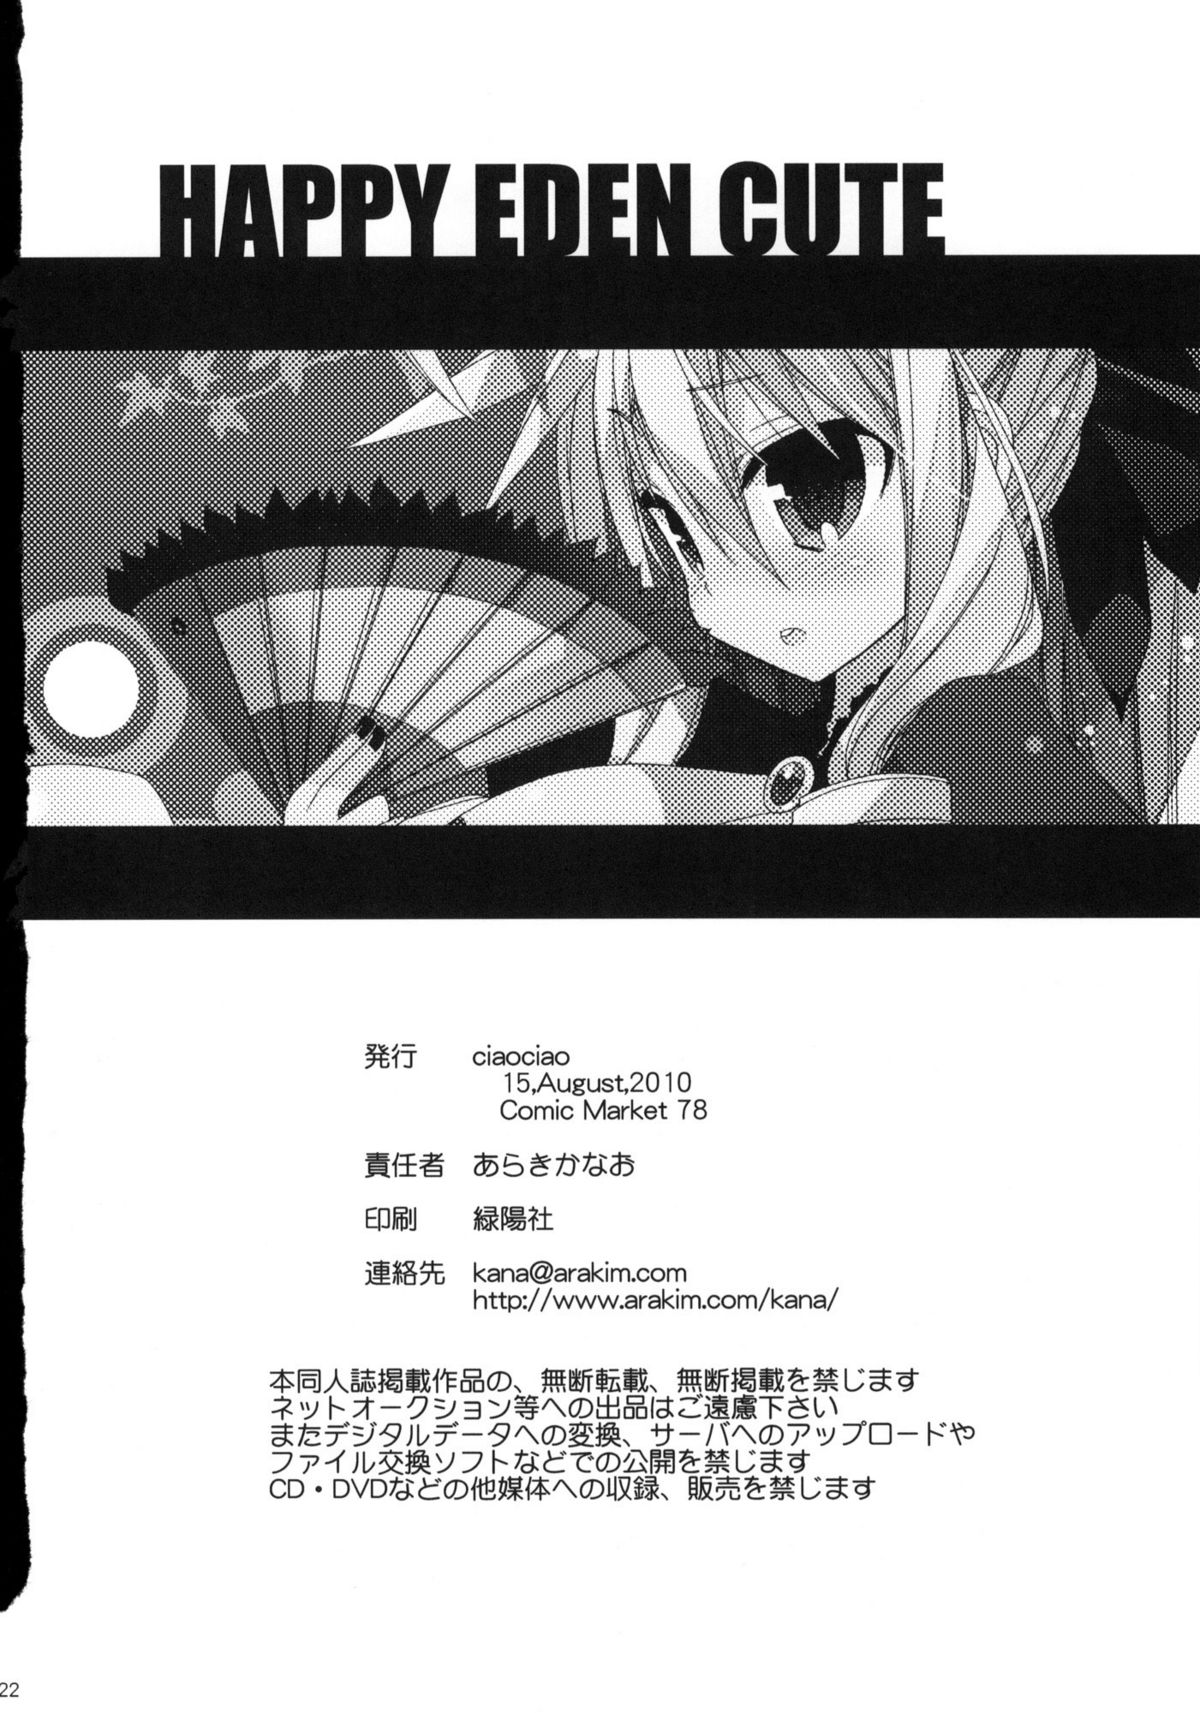 HAPPY EDEN CUTE
発行 ciaociao
15,August,2010
Comic Market 78
責任者 あらきかなお
印刷 緑陽社
連絡先 kana@arakim.com
http://www.arakim.com/kana/
本同人誌掲載作品の、無断転載、無断掲載を禁じます
ネットオークション等への出品はご遠慮下さい
またデジタルデータへの変換、サーバへのアップロードや
ファイル交換ソフトなどでの公開を禁じます
CD・DVDなどの他媒体への収録、販売を禁じます
22